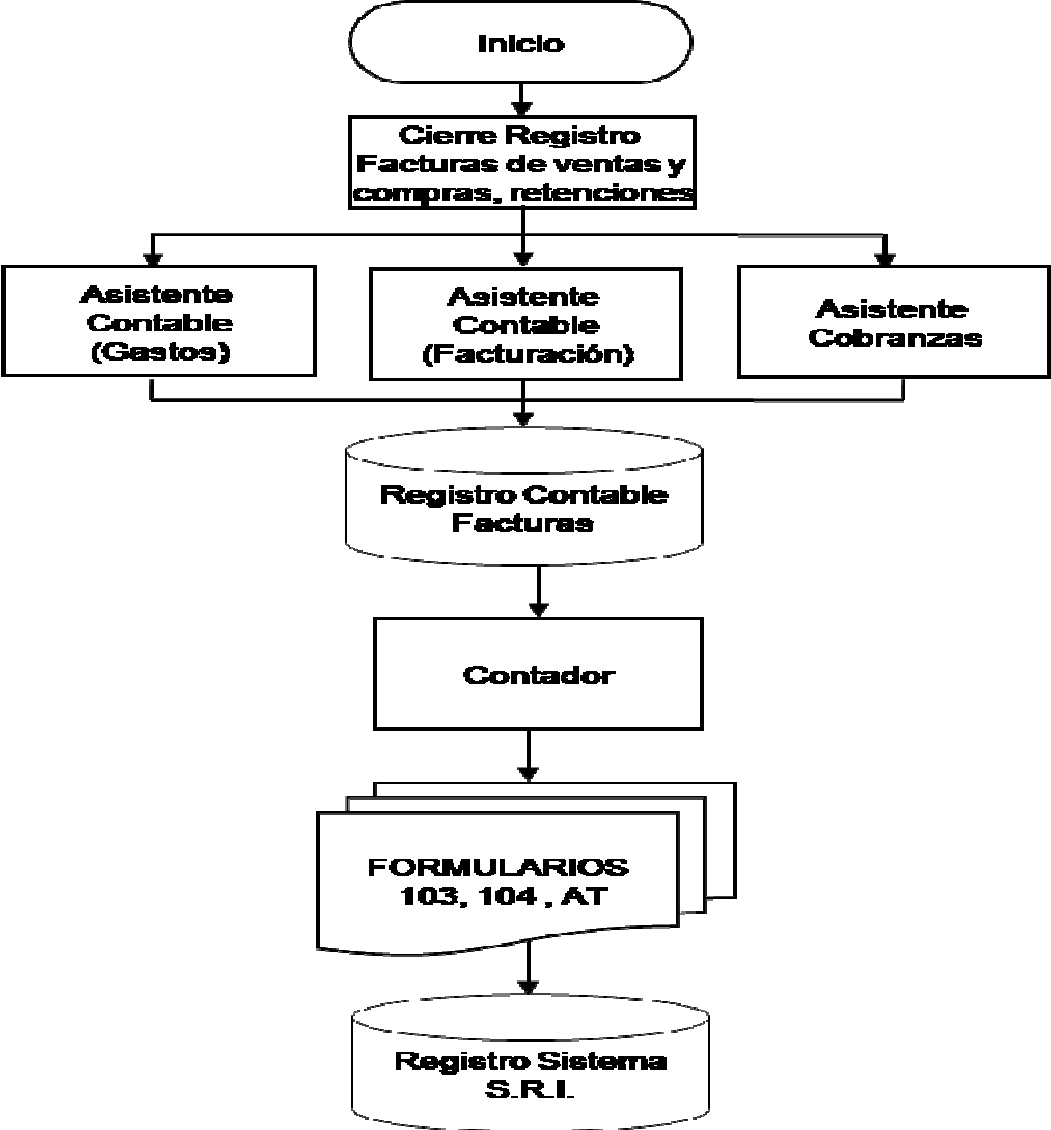 Inicio
Cierre Registro
Facturas de ventas y
compras, retenciones
Asistente
Contable
(Gastos)
Asistente
Contable
(Facturación)
Asistente
Cobranzas
Registro Contable
Facturas
Contador
FORMULARIOS
103, 104 , AT
Registro Sistema
S.R.I.